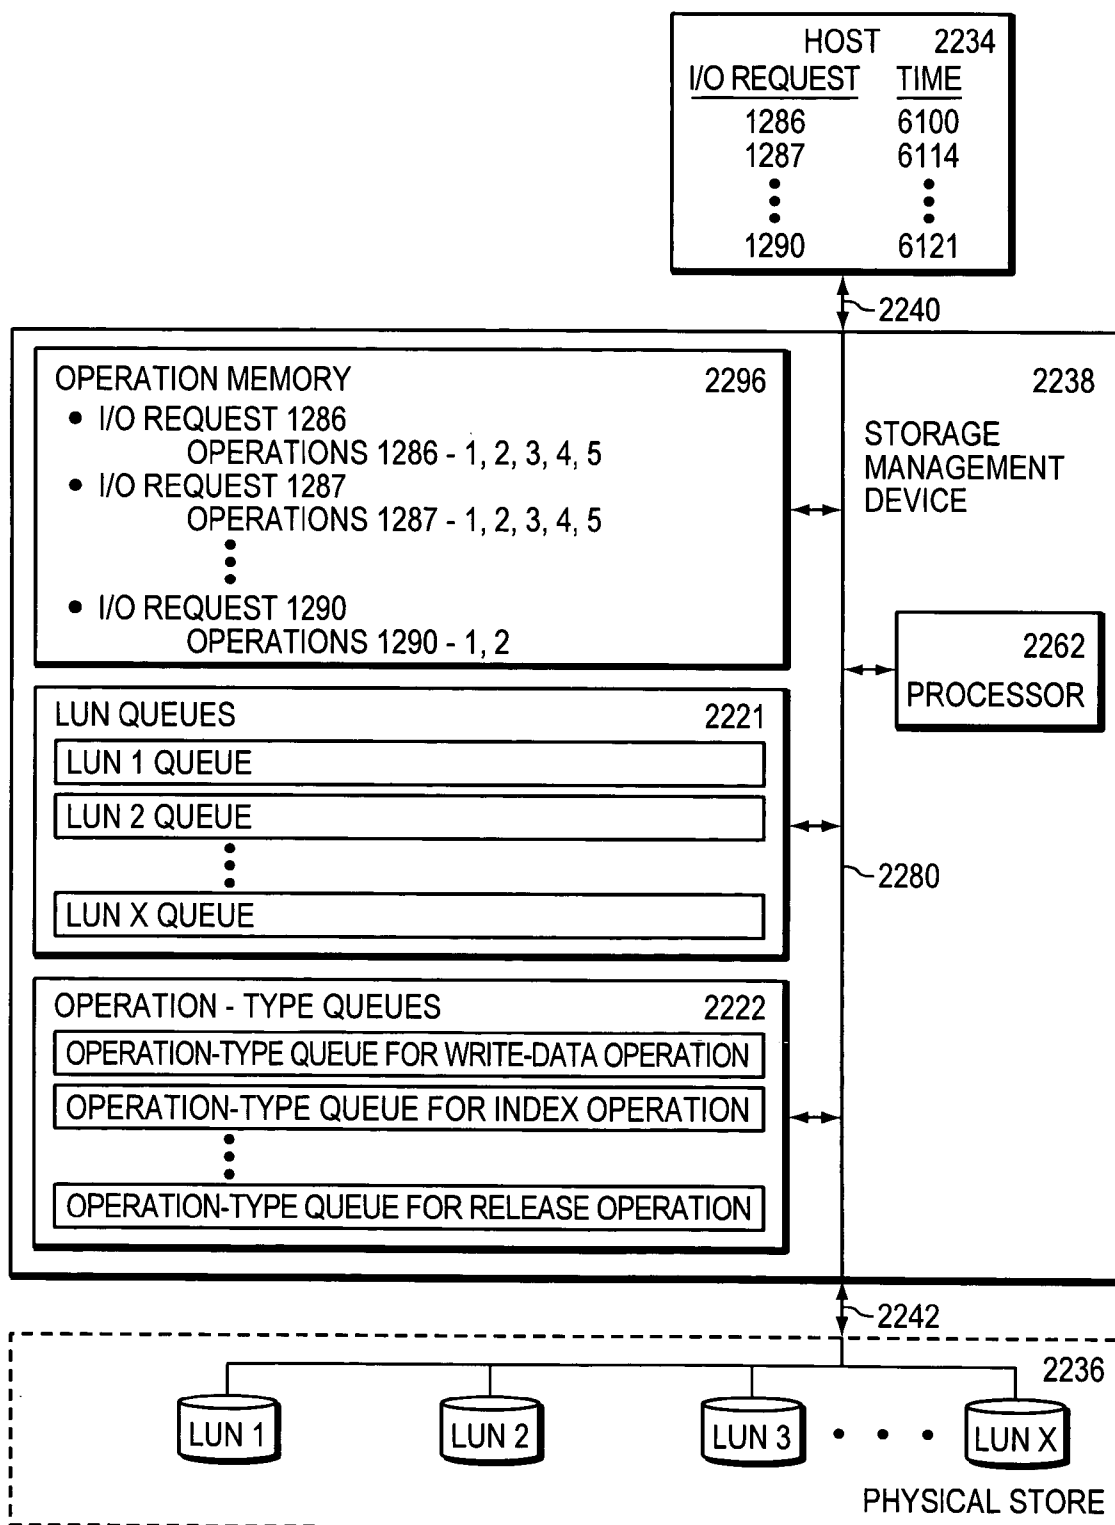 HOST 2234
I/O REQUEST TIME
1286 6100
1287 6114
1290 6121
2240
OPERATION MEMORY 2296
• I/O REQUEST 1286
OPERATIONS 1286 - 1, 2, 3, 4, 5
• I/O REQUEST 1287
OPERATIONS 1287 - 1, 2, 3, 4, 5
• I/O REQUEST 1290
OPERATIONS 1290 - 1, 2
2238
STORAGE
MANAGEMENT
DEVICE
2262
PROCESSOR
LUN QUEUES 2221
LUN 1 QUEUE
LUN 2 QUEUE
LUN X QUEUE
2280
OPERATION - TYPE QUEUES 2222
OPERATION-TYPE QUEUE FOR WRITE-DATA OPERATION
OPERATION-TYPE QUEUE FOR INDEX OPERATION
OPERATION-TYPE QUEUE FOR RELEASE OPERATION
2242
2236
LUN 1 LUN 2 LUN 3 LUN X
PHYSICAL STORE